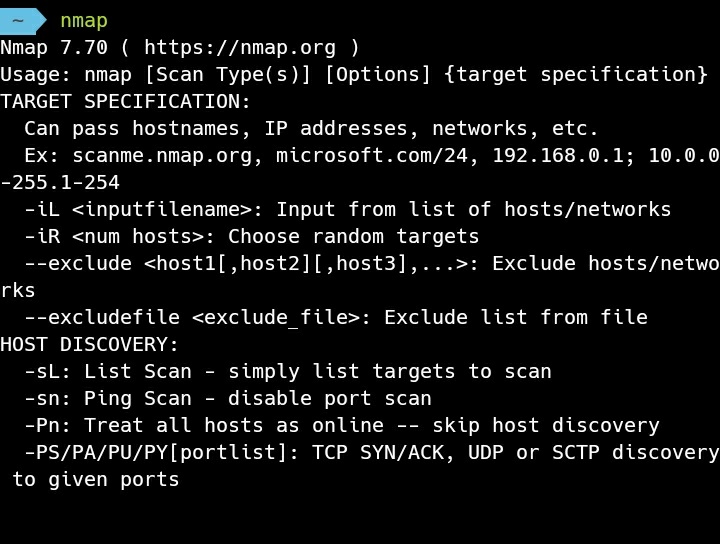 ~ nmap
Nmap 7.70 ( https://nmap.org )
Usage: nmap [Scan Type(s)] [Options] {target specification}
TARGET SPECIFICATION:
  Can pass hostnames, IP addresses, networks, etc.
  Ex: scanme.nmap.org, microsoft.com/24, 192.168.0.1; 10.0.0
-255.1-254
  -iL <inputfilename>: Input from list of hosts/networks
  -iR <num hosts>: Choose random targets
  --exclude <host1[,host2][,host3],...>: Exclude hosts/netwo
rks
  --excludefile <exclude_file>: Exclude list from file
HOST DISCOVERY:
  -sL: List Scan - simply list targets to scan
  -sn: Ping Scan - disable port scan
  -Pn: Treat all hosts as online -- skip host discovery
  -PS/PA/PU/PY[portlist]: TCP SYN/ACK, UDP or SCTP discovery
 to given ports